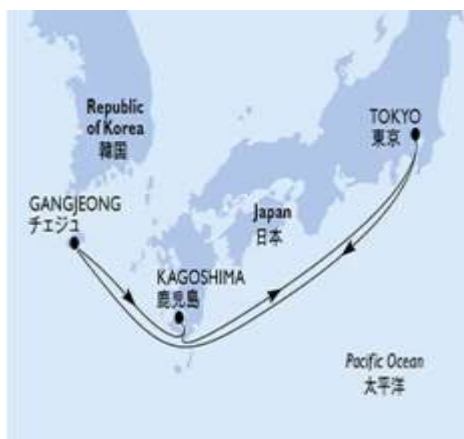 TOKYO
東京
Republic
of Korea
韓国
GANGJEONG
チェジュ
Japan
日本
KAGOSHIMA
鹿児島
Pacific Ocean
太平洋